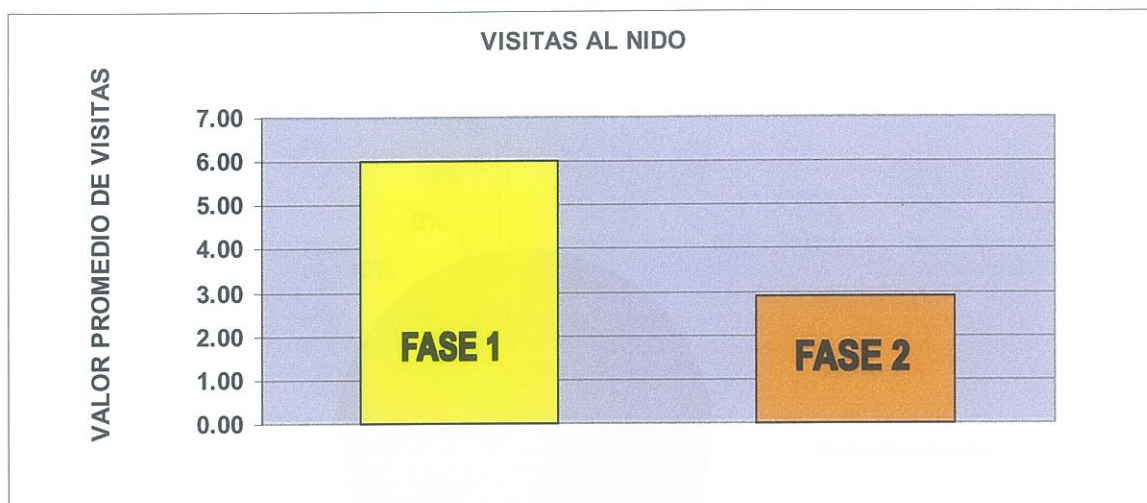 VISITAS AL NIDO
VALOR PROMEDIO DE VISITAS
7.00
6.00
5.00
4.00
3.00
2.00
1.00
0.00
FASE 1
FASE 2